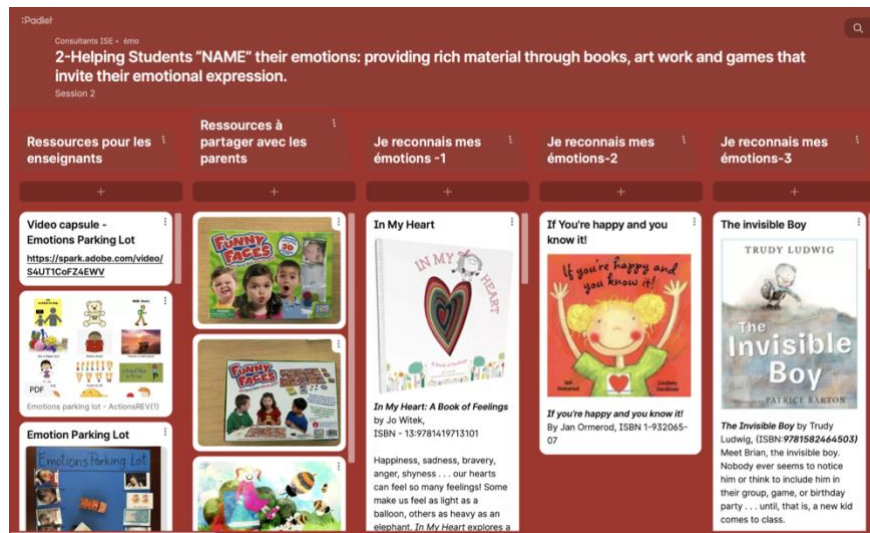 :Padlet
Consultants ISE • émo
2-Helping Students "NAME" their emotions: providing rich material through books, art work and games that
invite their emotional expression.
Session 2
Ressources pour les
enseignants
Video capsule -
Emotions Parking Lot
https://spark.adobe.com/video/
S4UT1CoFZ4EWV
PDF
Emotions parking lot - ActionsREV(1)
Emotion Parking Lot
Emotions Parking Lot
Ressources à
partager avec les
parents
FUNNY
FACES
20
FUNNY
FACES
Je reconnais mes
émotions -1
In My Heart
IN MY HEART
A Book of Feelings
In My Heart: A Book of Feelings
by Jo Witek,
ISBN - 13:9781419713101
Happiness, sadness, bravery,
anger, shyness . . . our hearts
can feel so many feelings! Some
make us feel as light as a
balloon, others as heavy as an
elephant. In My Heart explores a
Je reconnais mes
émotions-2
If You're happy and you
know it!
If you're happy and
you know it!
Jan
Ormerod
Lindsey
Gardiner
If you're happy and you know it!
By Jan Ormerod, ISBN 1-932065-
07
Je reconnais mes
émotions-3
The invisible Boy
TRUDY LUDWIG
The
Invisible
Boy
PATRICE BARTON
The Invisible Boy by Trudy
Ludwig, (ISBN:9781582464503)
Meet Brian, the invisible boy.
Nobody ever seems to notice
him or think to include him in
their group, game, or birthday
party . . . until, that is, a new kid
comes to class.